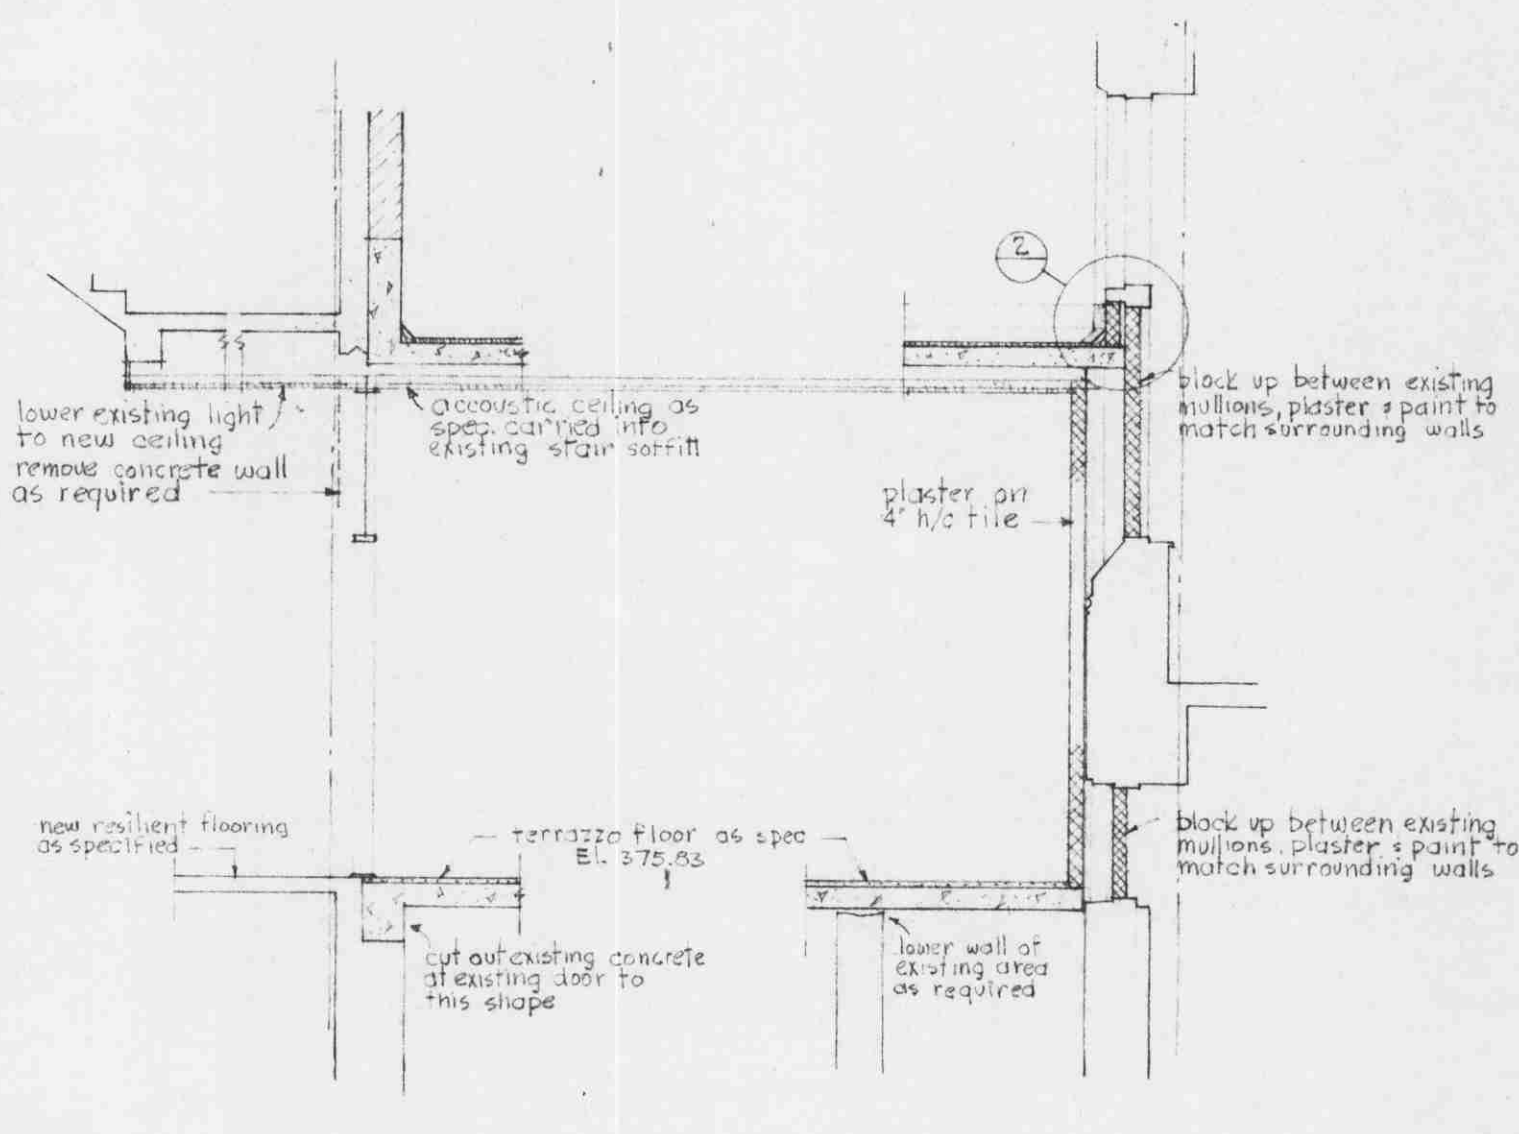 2
lower existing light
to new ceiling
remove concrete wall
as required
accoustic ceiling as
spec. carried into
existing stair soffitt
block up between existing
mullions, plaster & paint to
match surrounding walls
plaster on
4" h/c tile
new resilient flooring
as specified
terrazzo floor as spec
El. 375.83
block up between existing
mullions. plaster & paint to
match surrounding walls
cut out existing concrete
at existing door to
this shape
lower wall of
existing area
as required